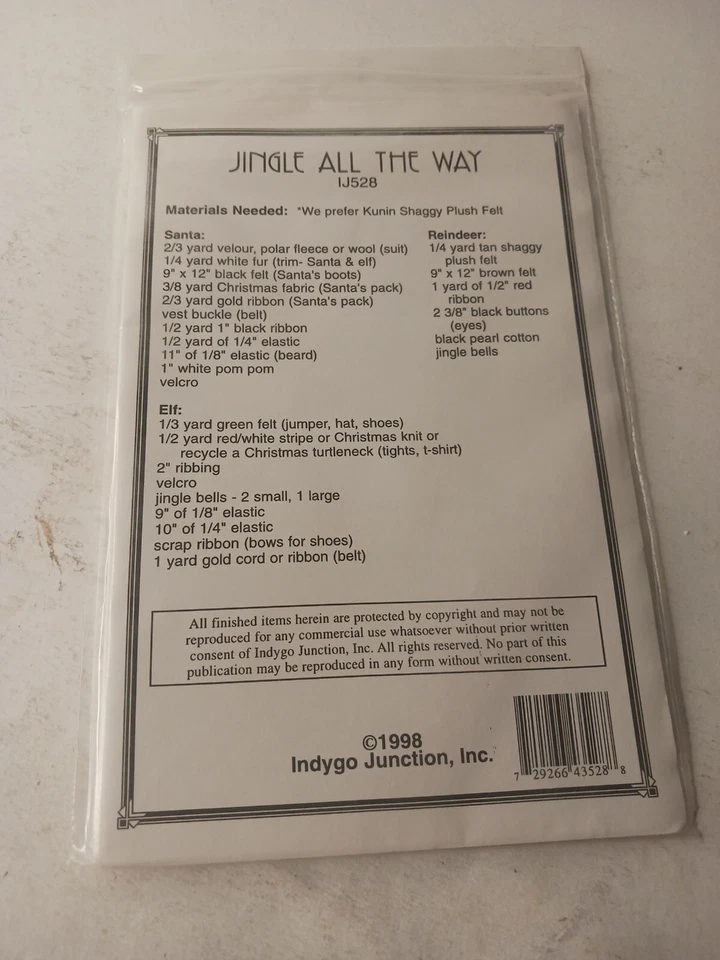 JINGLE ALL THE WAY
IJ528
Materials Needed: *We prefer Kunin Shaggy Plush Felt
Santa:
2/3 yard velour, polar fleece or wool (suit)
1/4 yard white fur (trim- Santa & elf)
9" x 12" black felt (Santa's boots)
3/8 yard Christmas fabric (Santa's pack)
2/3 yard gold ribbon (Santa's pack)
vest buckle (belt)
1/2 yard 1" black ribbon
1/2 yard of 1/4" elastic
11" of 1/8" elastic (beard)
1" white pom pom
velcro
Reindeer:
1/4 yard tan shaggy
plush felt
9" x 12" brown felt
1 yard of 1/2" red
ribbon
2 3/8" black buttons
(eyes)
black pearl cotton
jingle bells
Elf:
1/3 yard green felt (jumper, hat, shoes)
1/2 yard red/white stripe or Christmas knit or
recycle a Christmas turtleneck (tights, t-shirt)
2" ribbing
velcro
jingle bells - 2 small, 1 large
9" of 1/8" elastic
10" of 1/4" elastic
scrap ribbon (bows for shoes)
1 yard gold cord or ribbon (belt)
All finished items herein are protected by copyright and may not be
reproduced for any commercial use whatsoever without prior written
consent of Indygo Junction, Inc. All rights reserved. No part of this
publication may be reproduced in any form without written consent.
©1998
Indygo Junction, Inc.
7 29266 43528 8